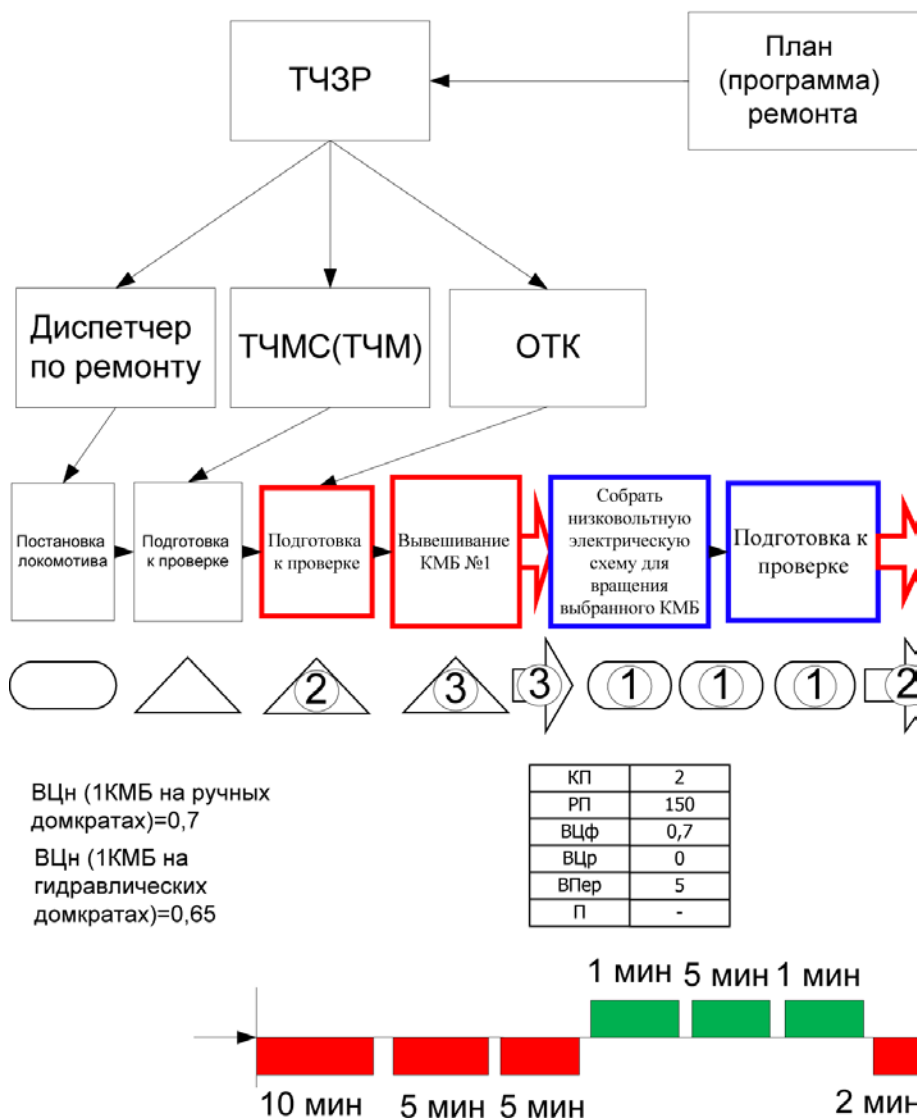 ТЧЗР
План
(программа)
ремонта
Диспетчер
по ремонту
ТЧМС(ТЧМ)
ОТК
Постановка
локомотива
Подготовка
к проверке
Подготовка
к проверке
Вывешивание
КМБ №1
Собрать
низковольтную
электрическую
схему для
вращения
выбранного КМБ
Подготовка к
проверке
2
3
3
1
1
1
2
ВЦн (1КМБ на ручных
домкратах)=0,7
ВЦн (1КМБ на
гидравлических
домкратах)=0,65
КП 2
РП 150
ВЦф 0,7
ВЦр 0
ВПер 5
П -
1 мин 5 мин 1 мин
10 мин 5 мин 5 мин 2 мин